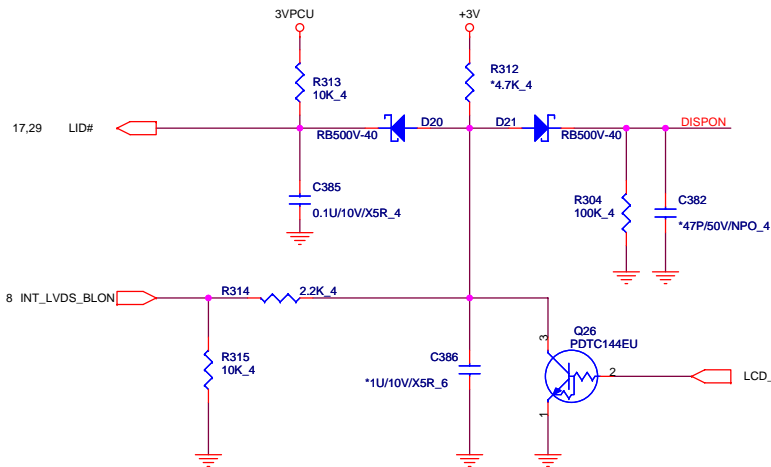 3VPCU
+3V
R313
10K_4
R312
*4.7K_4
17,29
LID#
D20
D21
DISPON
RB500V-40
RB500V-40
C385
0.1U/10V/X5R_4
R304
100K_4
C382
*47P/50V/NPO_4
8
INT_LVDS_BLON
R314
2.2K_4
R315
10K_4
C386
*1U/10V/X5R_6
3
Q26
PDTC144EU
2
LCD_
1